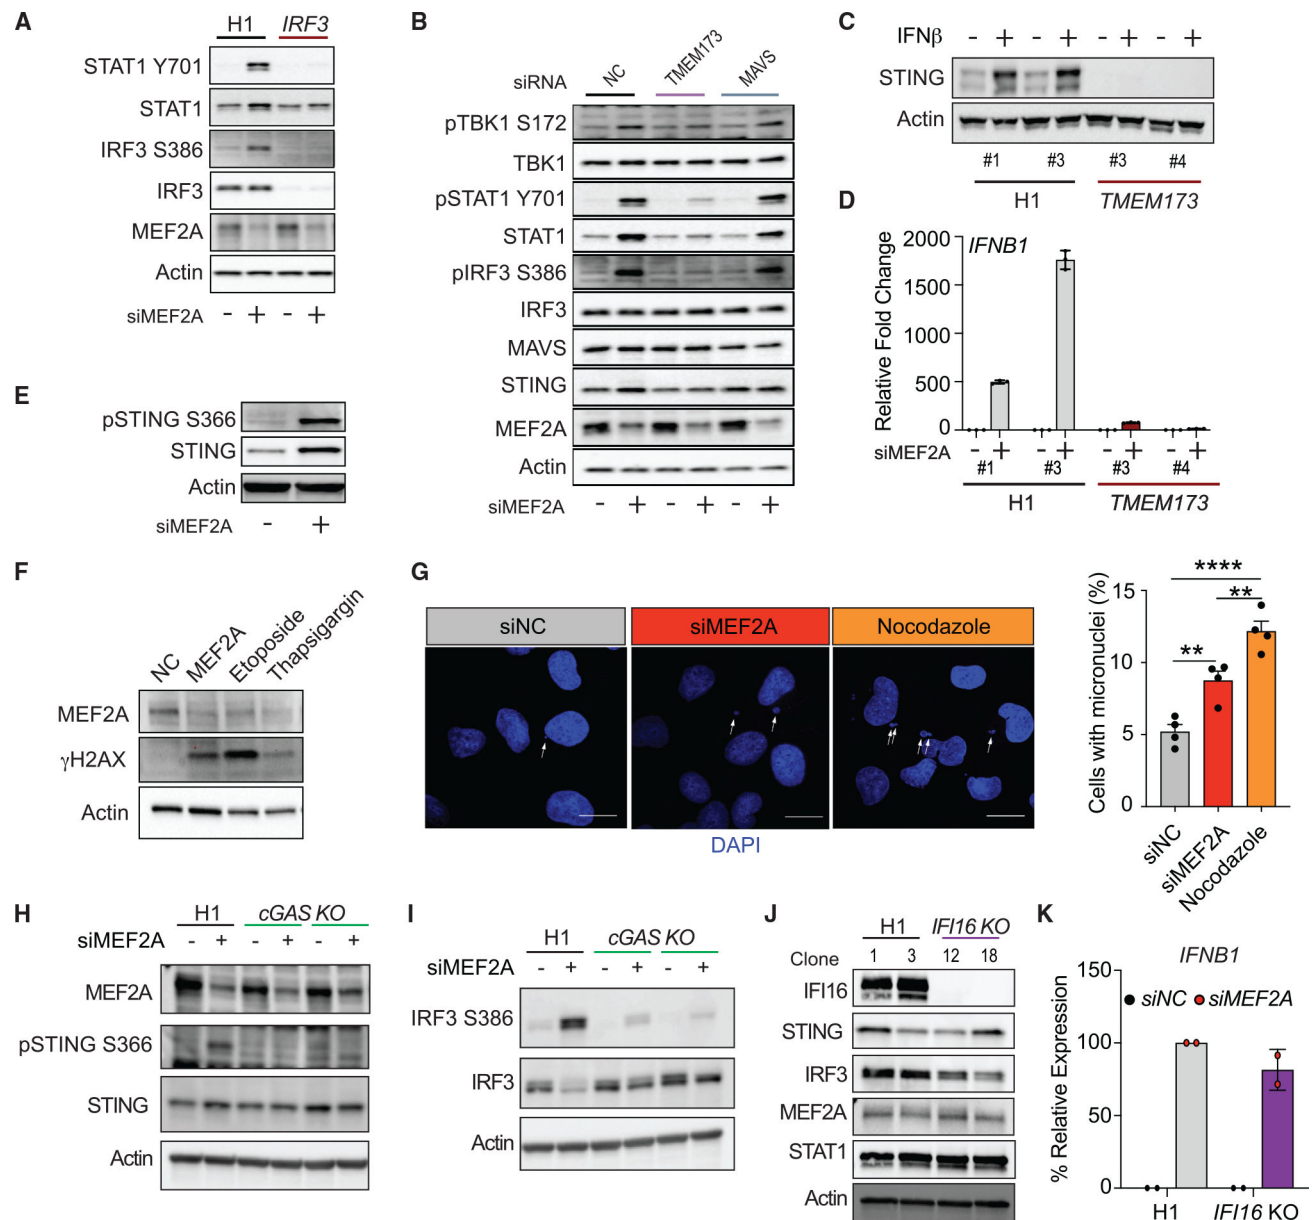 A
H1 IRF3
STAT1 Y701
STAT1
IRF3 S386
IRF3
MEF2A
Actin
siMEF2A - + - +
B
siRNA NC TMEM173 MAVS
pTBK1 S172
TBK1
pSTAT1 Y701
STAT1
pIRF3 S386
IRF3
MAVS
STING
MEF2A
Actin
siMEF2A - + - + - +
C
IFNβ - + - + - + - +
STING
Actin
#1 #3 #3 #4
H1 TMEM173
D
IFNB1
Relative Fold Change
2000
1500
1000
500
0
siMEF2A - + - + - + - +
#1 #3 #3 #4
H1 TMEM173
E
pSTING S366
STING
Actin
siMEF2A - +
F
NC MEF2A Etoposide Thapsigargin
MEF2A
γH2AX
Actin
G
siNC siMEF2A Nocodazole
DAPI
Cells with micronuclei (%)
****
**
**
15
10
5
0
siNC siMEF2A Nocodazole
H
H1 cGAS KO
siMEF2A - + - + - +
MEF2A
pSTING S366
STING
Actin
I
H1 cGAS KO
siMEF2A - + - + - +
IRF3 S386
IRF3
Actin
J
H1 IFI16 KO
Clone 1 3 12 18
IFI16
STING
IRF3
MEF2A
STAT1
Actin
K
IFNB1
siNC siMEF2A
% Relative Expression
150
100
50
0
H1 IFI16 KO